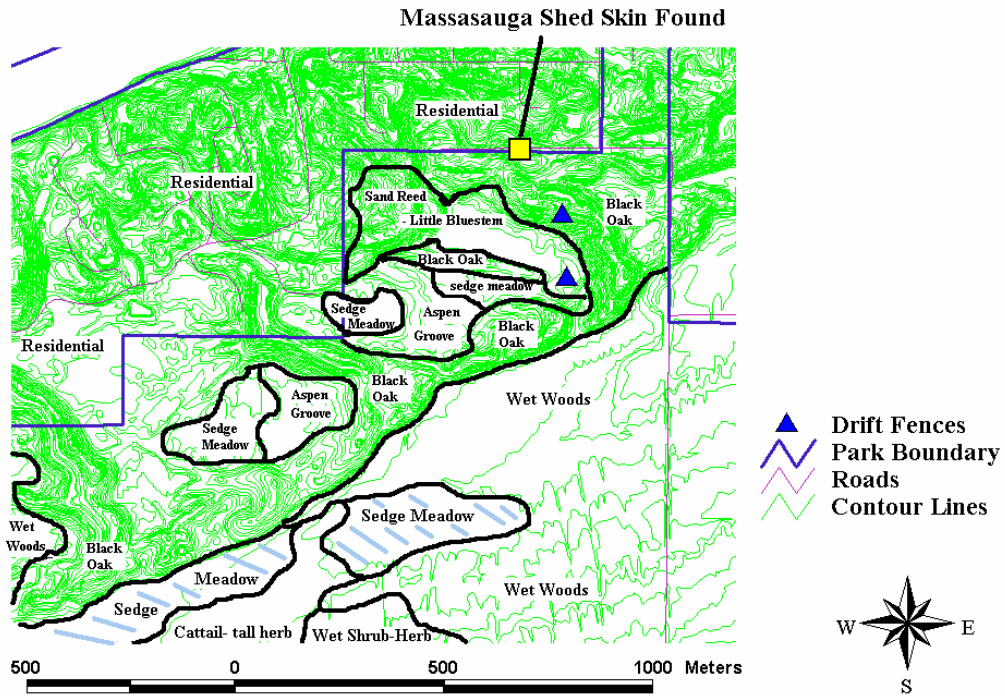 Massasauga Shed Skin Found
Residential
Residential
Sand Reed
- Little Bluestem
Black
Oak
Black Oak
sedge meadow
Sedge
Meadow
Aspen
Groove
Black
Oak
Residential
Black
Oak
Wet Woods
Aspen
Groove
Sedge
Meadow
Drift Fences
Park Boundary
Roads
Contour Lines
Sedge Meadow
Wet
Woods
Black
Oak
Meadow
Sedge
Wet Woods
Cattail- tall herb
Wet Shrub-Herb
W E
S
500 0 500 1000 Meters